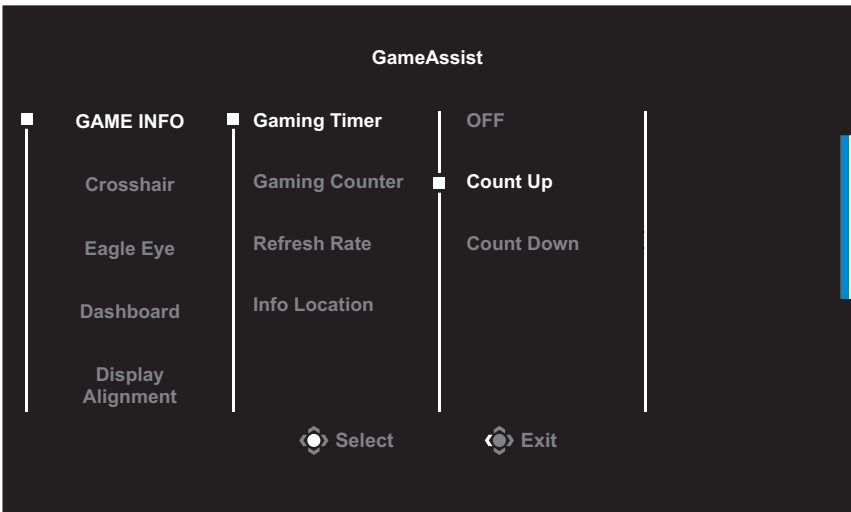 GameAssist
GAME INFO
Crosshair
Eagle Eye
Dashboard
Display
Alignment
Gaming Timer
Gaming Counter
Refresh Rate
Info Location
OFF
Count Up
Count Down
Select
Exit